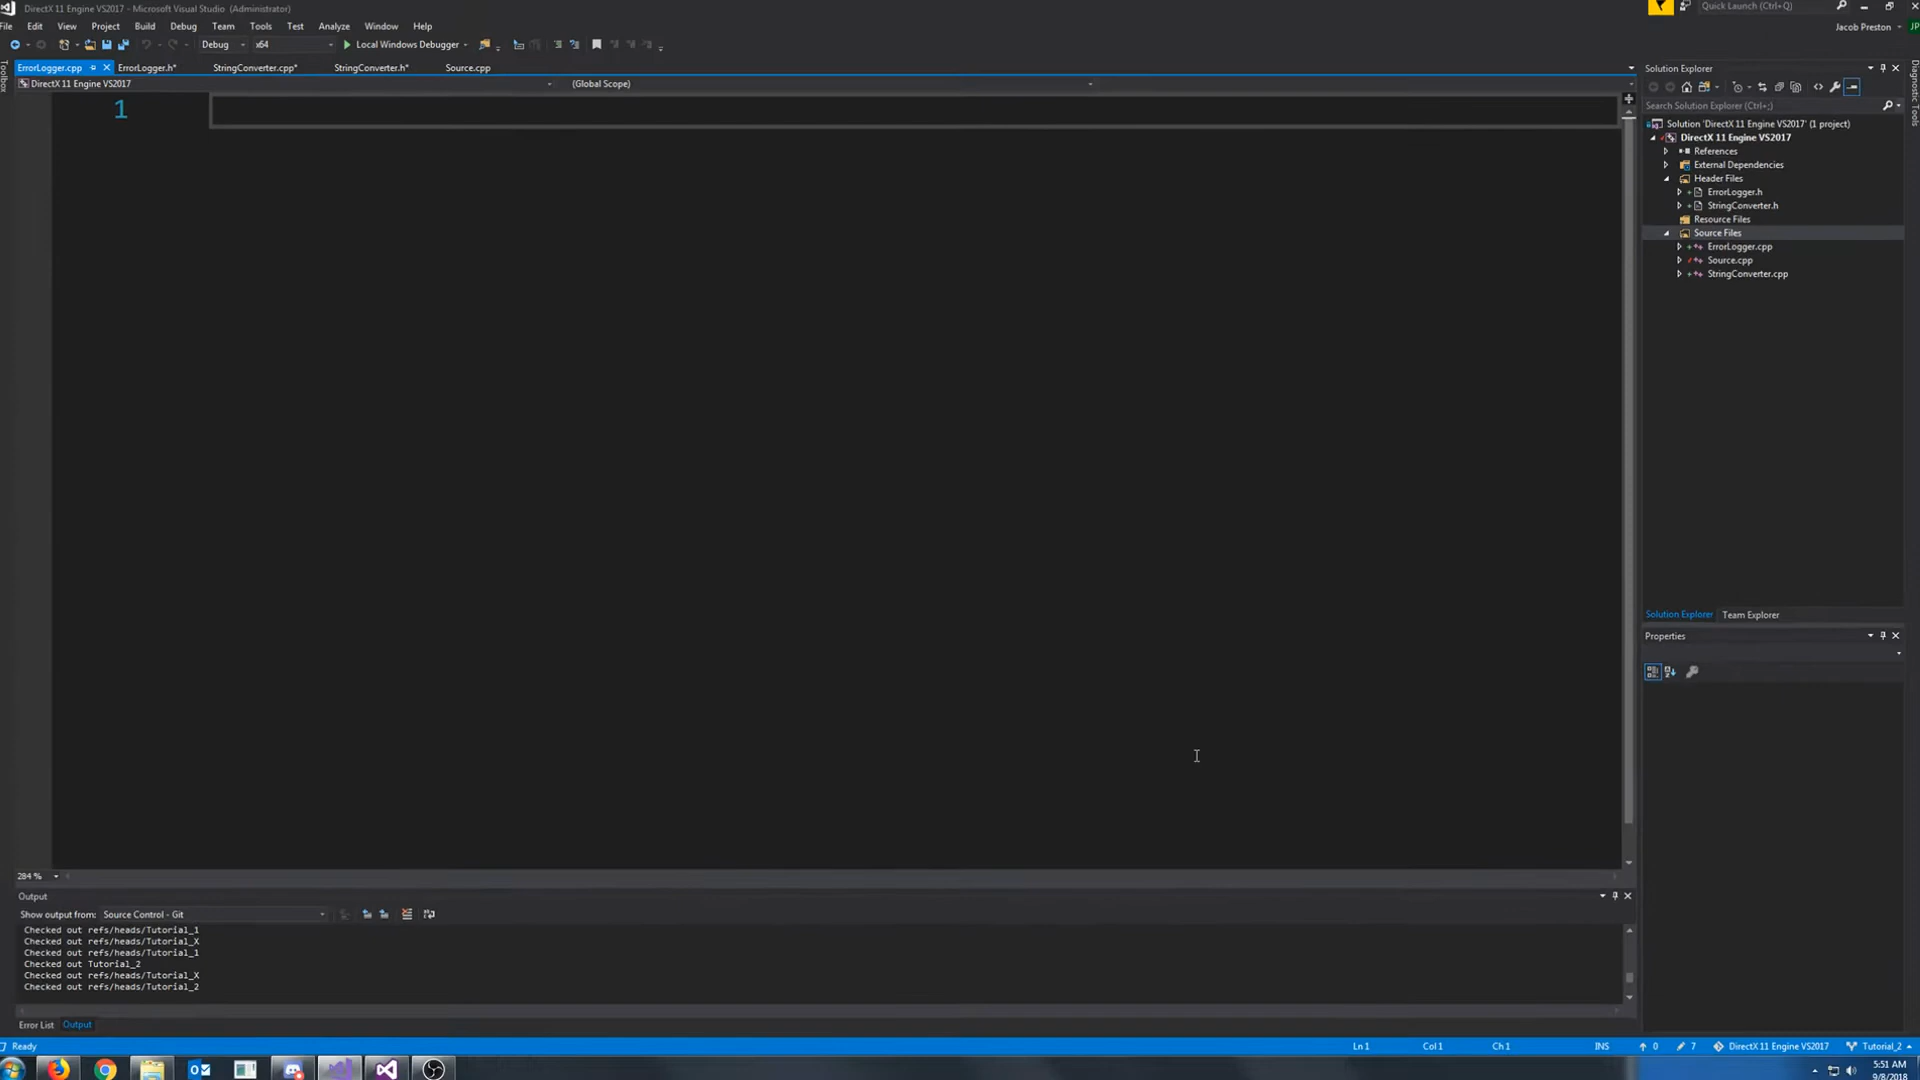 DirectX 11 Engine VS2017 - Microsoft Visual Studio (Administrator)
Quick Launch (Ctrl+Q)
File Edit View Project Build Debug Team Tools Test Analyze Window Help
Jacob Preston JP
Debug x64 Local Windows Debugger
ErrorLogger.cpp ErrorLogger.h* StringConverter.cpp* StringConverter.h* Source.cpp
DirectX 11 Engine VS2017 (Global Scope)
1
Toolbox
Solution Explorer
Search Solution Explorer (Ctrl+;)
Solution 'DirectX 11 Engine VS2017' (1 project)
DirectX 11 Engine VS2017
References
External Dependencies
Header Files
ErrorLogger.h
StringConverter.h
Resource Files
Source Files
ErrorLogger.cpp
Source.cpp
StringConverter.cpp
Diagnostic Tools
Solution Explorer Team Explorer
Properties
284 %
Output
Show output from: Source Control - Git
Checked out refs/heads/Tutorial_1
Checked out refs/heads/Tutorial_X
Checked out refs/heads/Tutorial_1
Checked out Tutorial_2
Checked out refs/heads/Tutorial_X
Checked out refs/heads/Tutorial_2
Error List Output
Ready Ln 1 Col 1 Ch 1 INS 0 7 DirectX 11 Engine VS2017 Tutorial_2
5:51 AM
9/8/2018